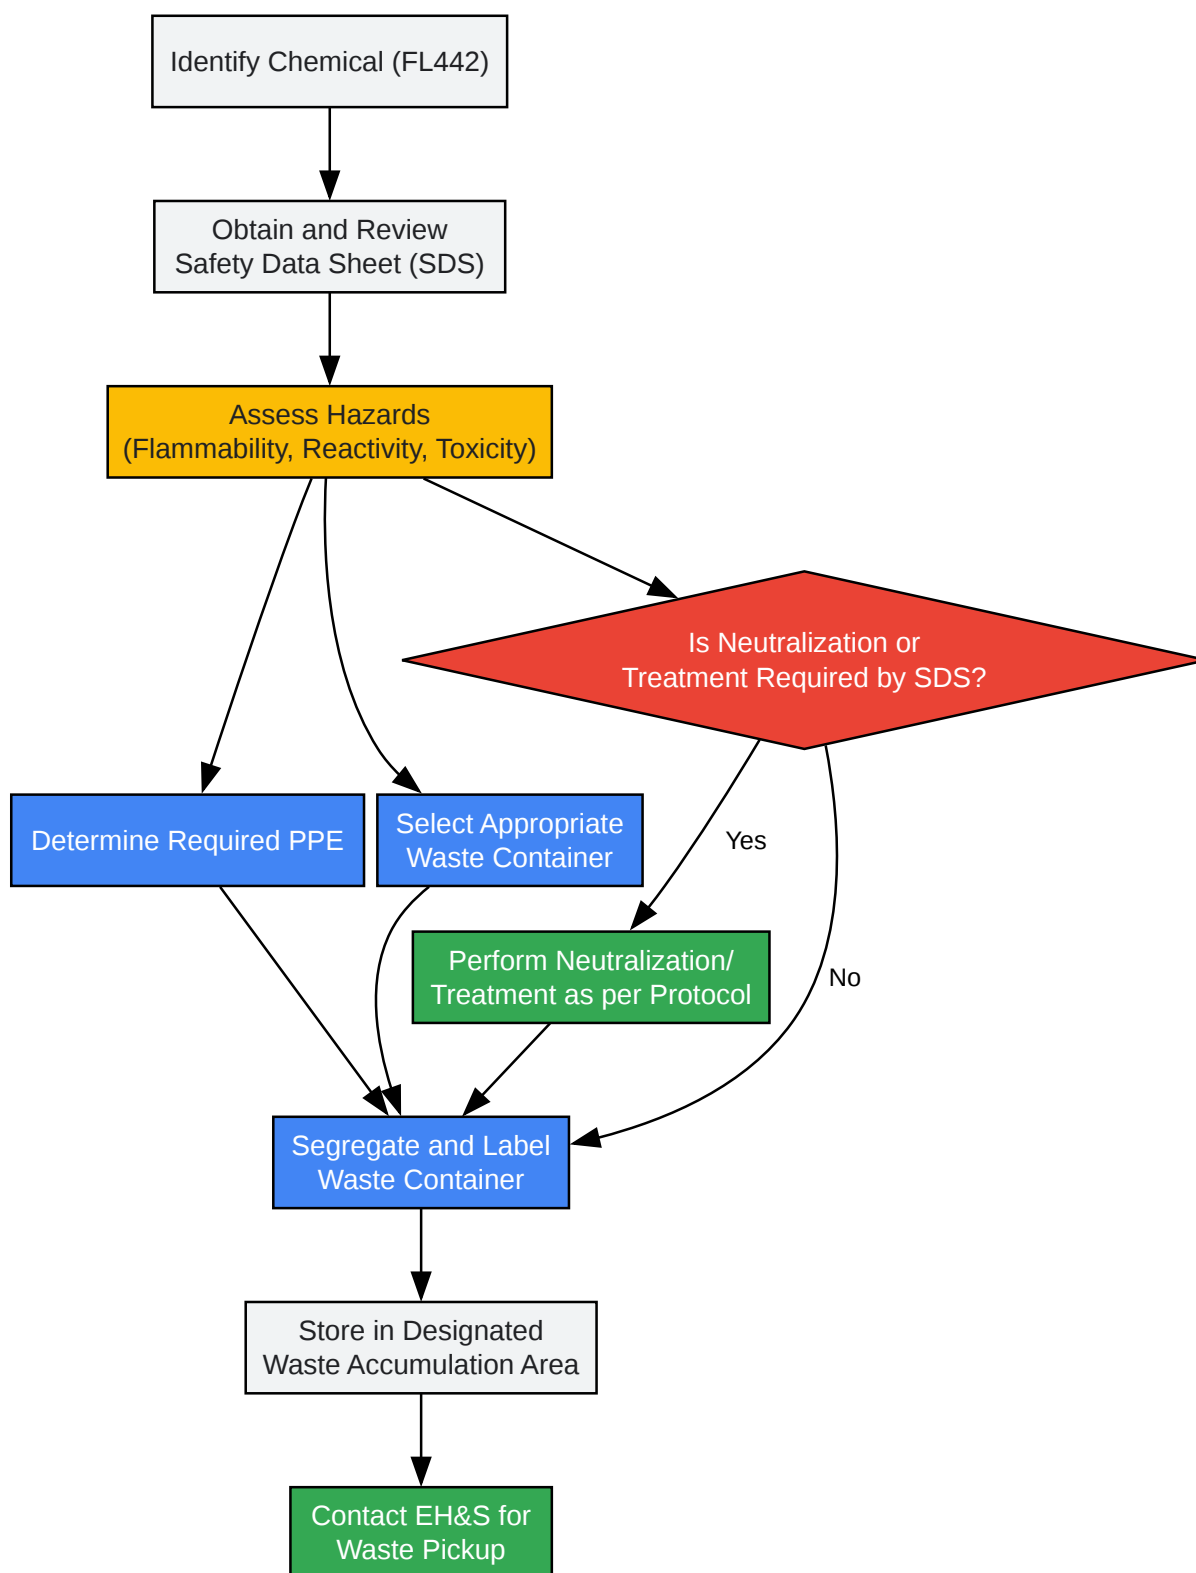 Identify Chemical (FL442)
Obtain and Review
Safety Data Sheet (SDS)
Assess Hazards
(Flammability, Reactivity, Toxicity)
Is Neutralization or
Treatment Required by SDS?
Determine Required PPE
Select Appropriate
Waste Container
Yes
Perform Neutralization/
Treatment as per Protocol
No
Segregate and Label
Waste Container
Store in Designated
Waste Accumulation Area
Contact EH&S for
Waste Pickup